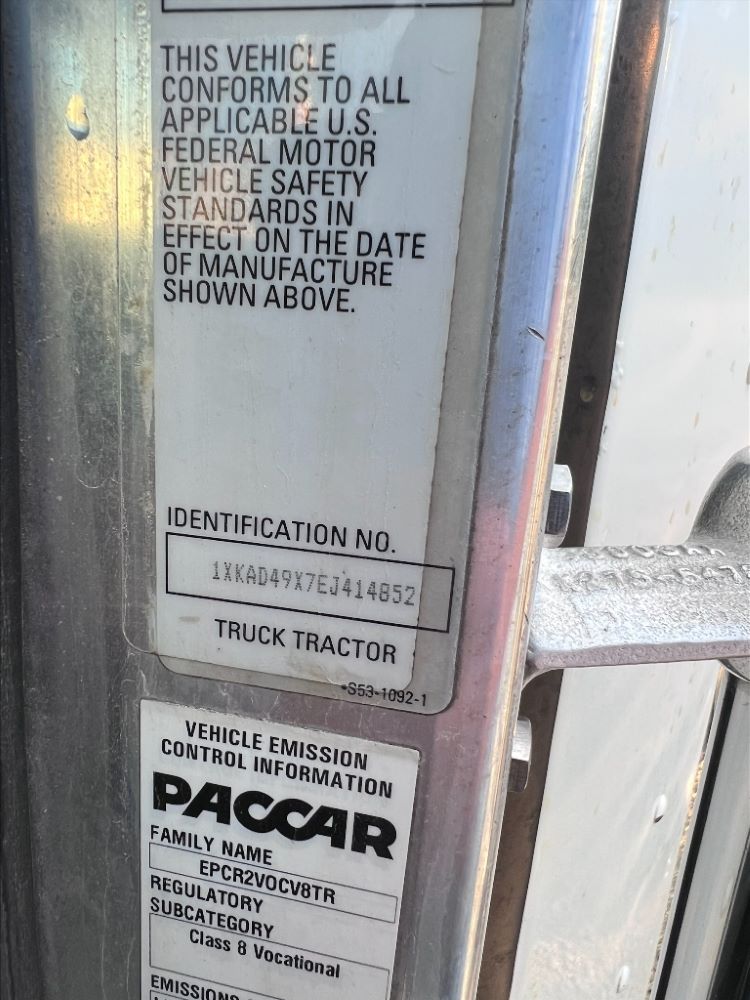 THIS VEHICLE
CONFORMS TO ALL
APPLICABLE U.S.
FEDERAL MOTOR
VEHICLE SAFETY
STANDARDS IN
EFFECT ON THE DATE
OF MANUFACTURE
SHOWN ABOVE.
IDENTIFICATION NO.
1XKAD49X7EJ414852
TRUCK TRACTOR
•S53-1092-1
VEHICLE EMISSION
CONTROL INFORMATION
PACCAR
FAMILY NAME
EPCR2VOCV8TR
REGULATORY
SUBCATEGORY
Class 8 Vocational
EMISSIONS